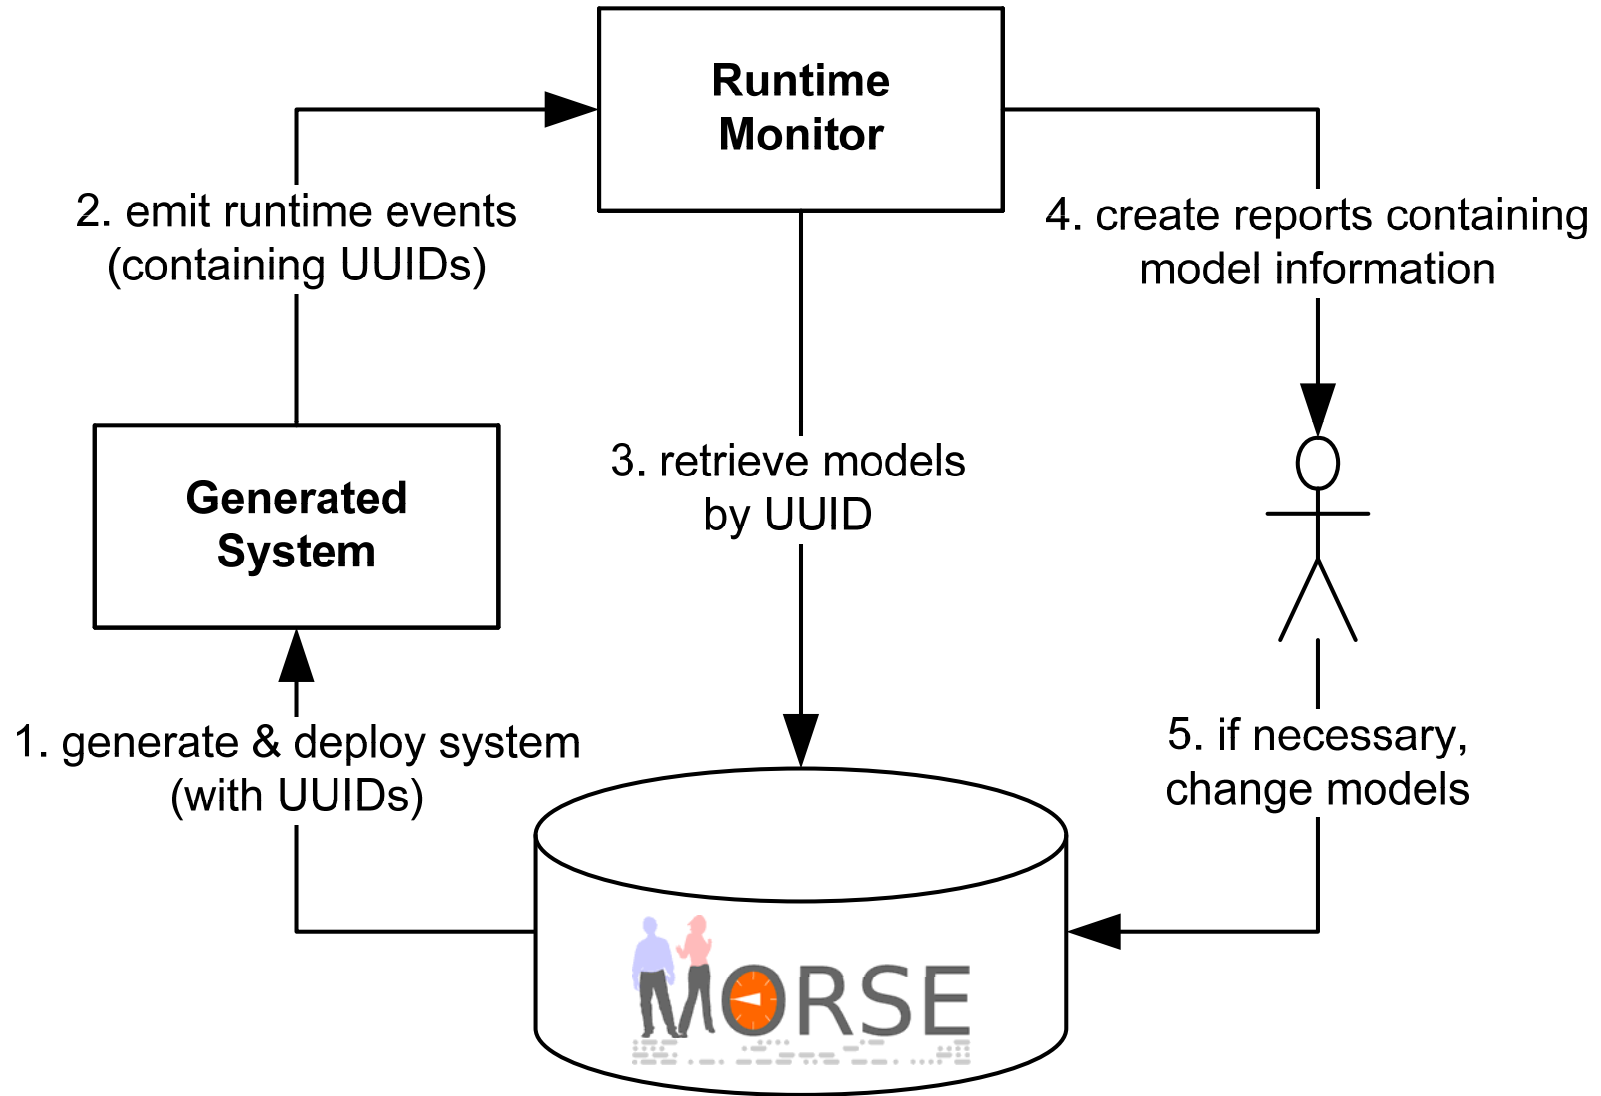 Runtime
Monitor
2. emit runtime events
(containing UUIDs)
4. create reports containing
model information
3. retrieve models
by UUID
Generated
System
1. generate & deploy system
(with UUIDs)
5. if necessary,
change models
MORSE